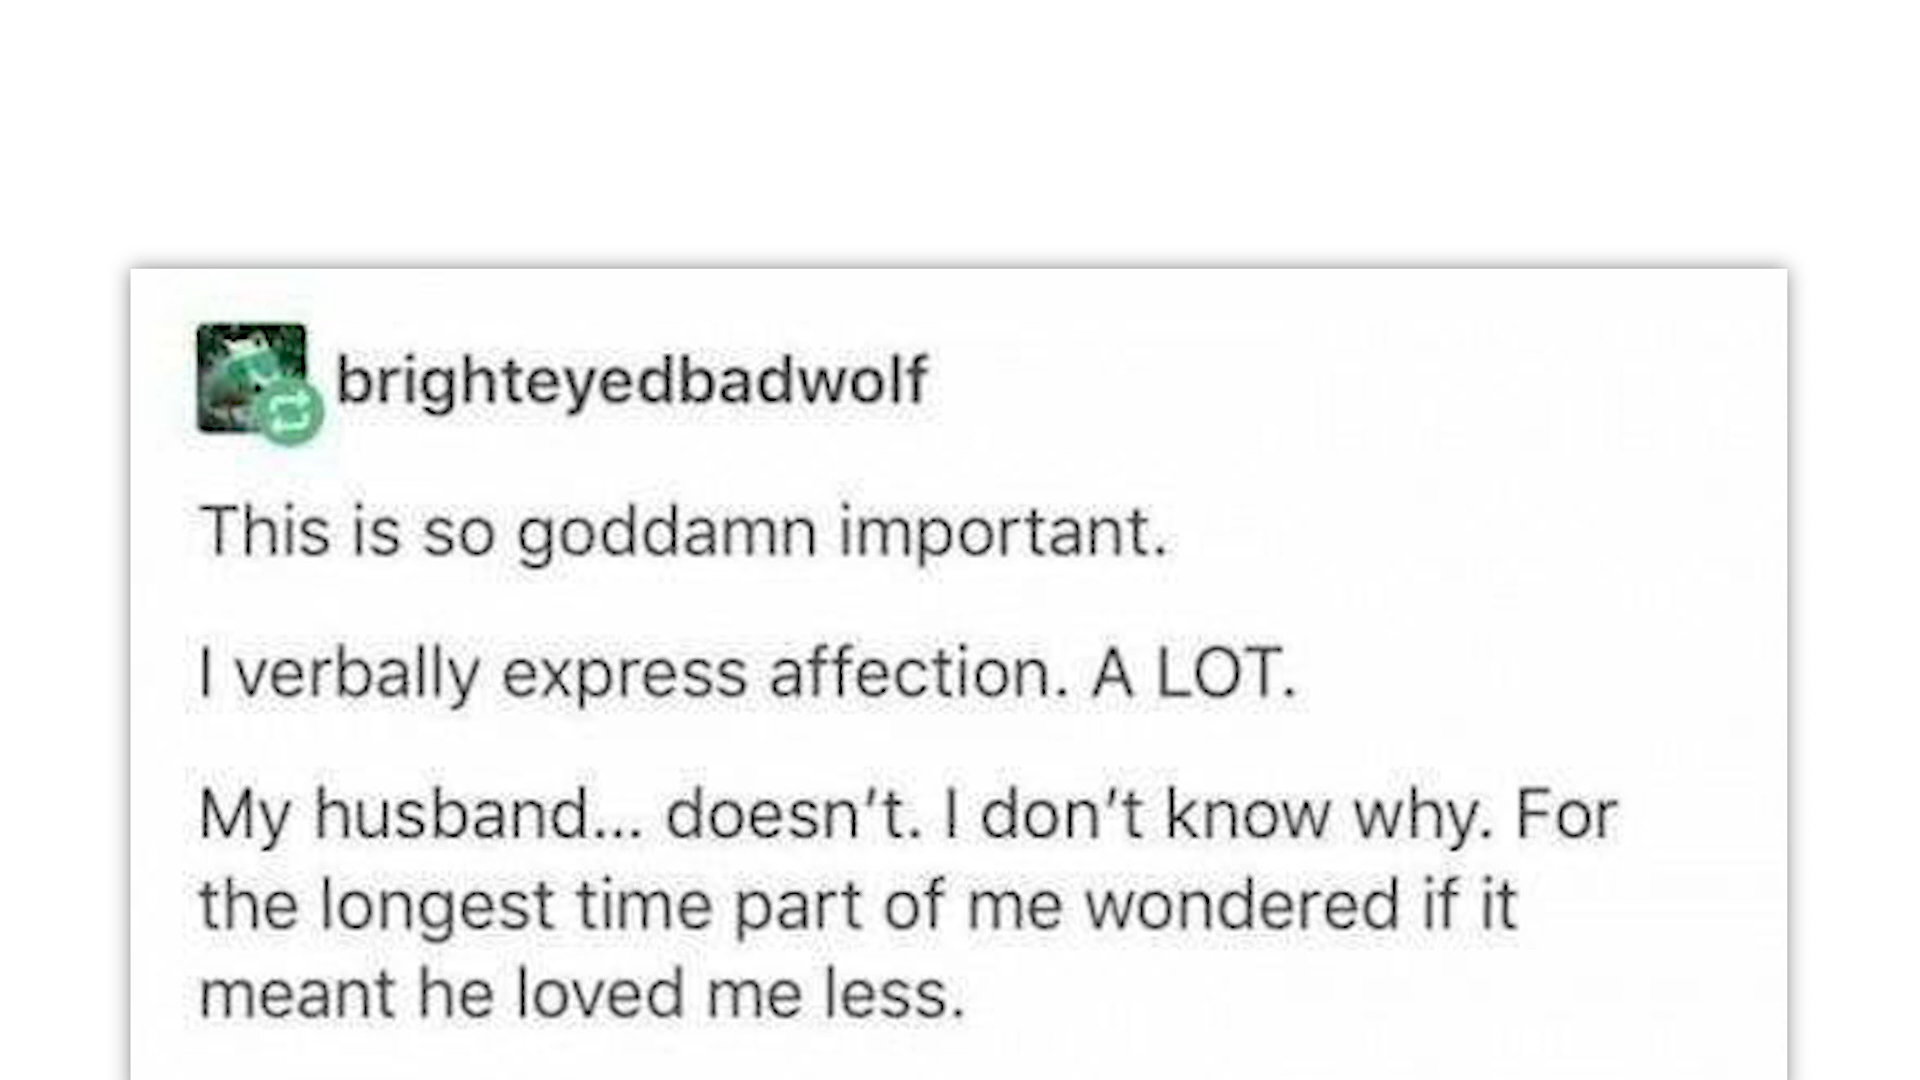 brighteyedbadwolf
This is so goddamn important.
I verbally express affection. A LOT.
My husband... doesn’t. I don’t know why. For
the longest time part of me wondered if it
meant he loved me less.